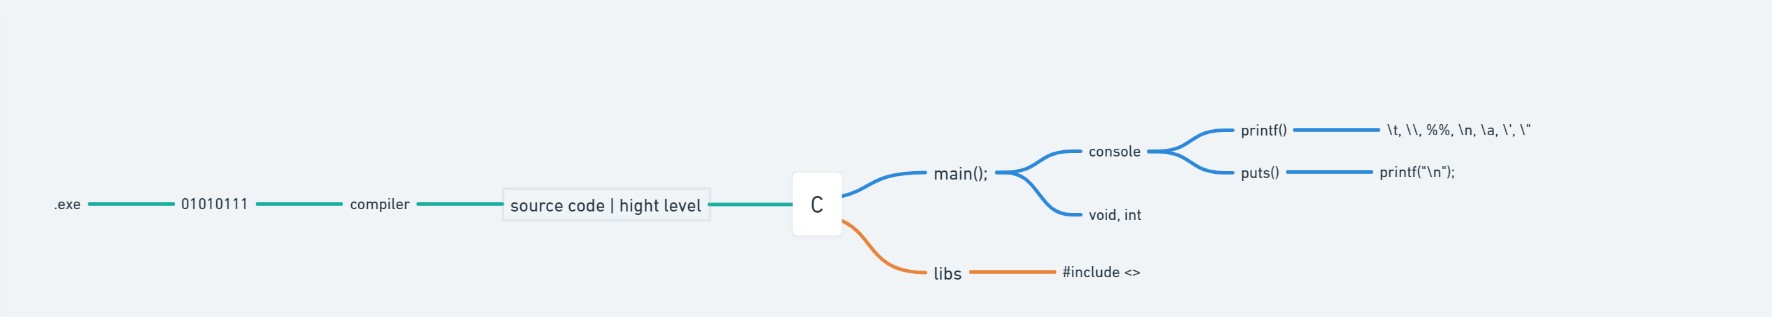 .exe
01010111
compiler
source code | hight level
C
main();
console
printf()
\t, \\, %%, \n, \a, \', \"
puts()
printf("\n");
void, int
libs
#include <>